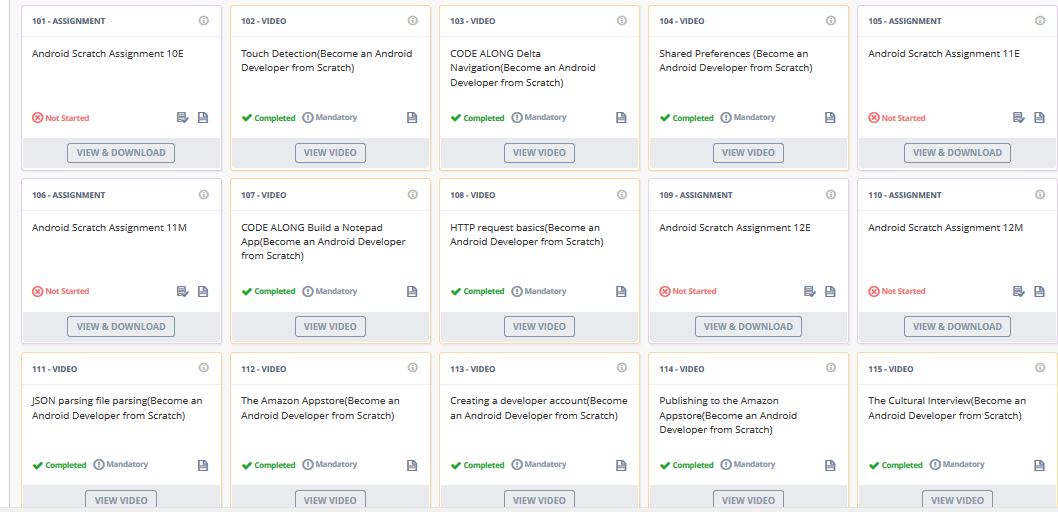 101 - ASSIGNMENT
Android Scratch Assignment 10E
Not Started
VIEW & DOWNLOAD
102 - VIDEO
Touch Detection(Become an Android
Developer from Scratch)
Completed Mandatory
VIEW VIDEO
103 - VIDEO
CODE ALONG Delta
Navigation(Become an Android
Developer from Scratch)
Completed Mandatory
VIEW VIDEO
104 - VIDEO
Shared Preferences (Become an
Android Developer from Scratch)
Completed Mandatory
VIEW VIDEO
105 - ASSIGNMENT
Android Scratch Assignment 11E
Not Started
VIEW & DOWNLOAD
106 - ASSIGNMENT
Android Scratch Assignment 11M
Not Started
VIEW & DOWNLOAD
107 - VIDEO
CODE ALONG Build a Notepad
App(Become an Android Developer
from Scratch)
Completed Mandatory
VIEW VIDEO
108 - VIDEO
HTTP request basics(Become an
Android Developer from Scratch)
Completed Mandatory
VIEW VIDEO
109 - ASSIGNMENT
Android Scratch Assignment 12E
Not Started
VIEW & DOWNLOAD
110 - ASSIGNMENT
Android Scratch Assignment 12M
Not Started
VIEW & DOWNLOAD
111 - VIDEO
JSON parsing file parsing(Become an
Android Developer from Scratch)
Completed Mandatory
VIEW VIDEO
112 - VIDEO
The Amazon Appstore(Become an
Android Developer from Scratch)
Completed Mandatory
VIEW VIDEO
113 - VIDEO
Creating a developer account(Become
an Android Developer from Scratch)
Completed Mandatory
VIEW VIDEO
114 - VIDEO
Publishing to the Amazon
Appstore(Become an Android
Developer from Scratch)
Completed Mandatory
VIEW VIDEO
115 - VIDEO
The Cultural Interview(Become an
Android Developer from Scratch)
Completed Mandatory
VIEW VIDEO